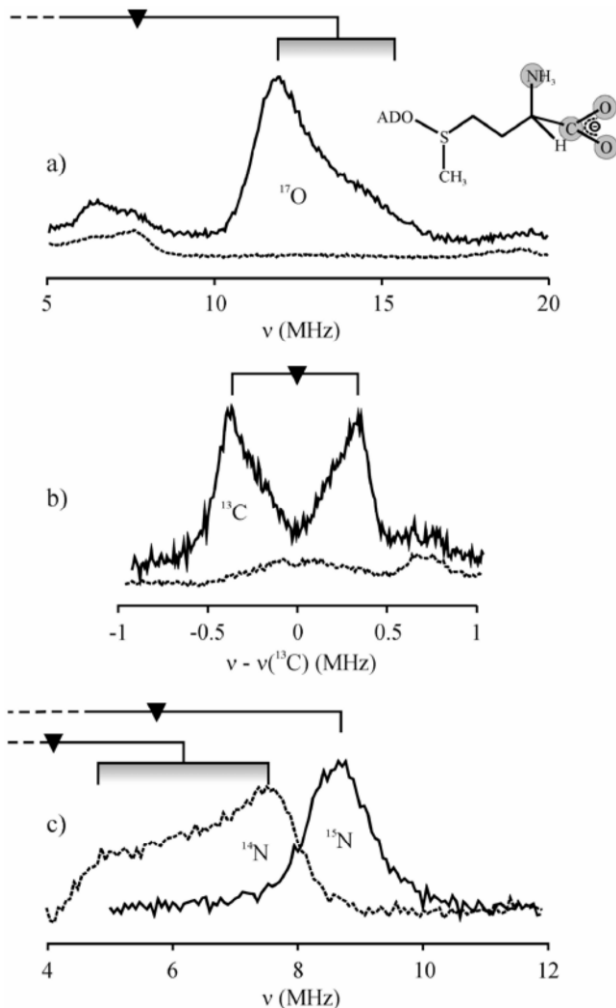 a)
NH₃
ADO
S
C
O
O
⊖
H
CH₃
¹⁷O
5 10 15 20
ν (MHz)
b)
¹³C
-1 -0.5 0 0.5 1
ν - ν(¹³C) (MHz)
c)
¹⁴N
¹⁵N
4 6 8 10 12
ν (MHz)